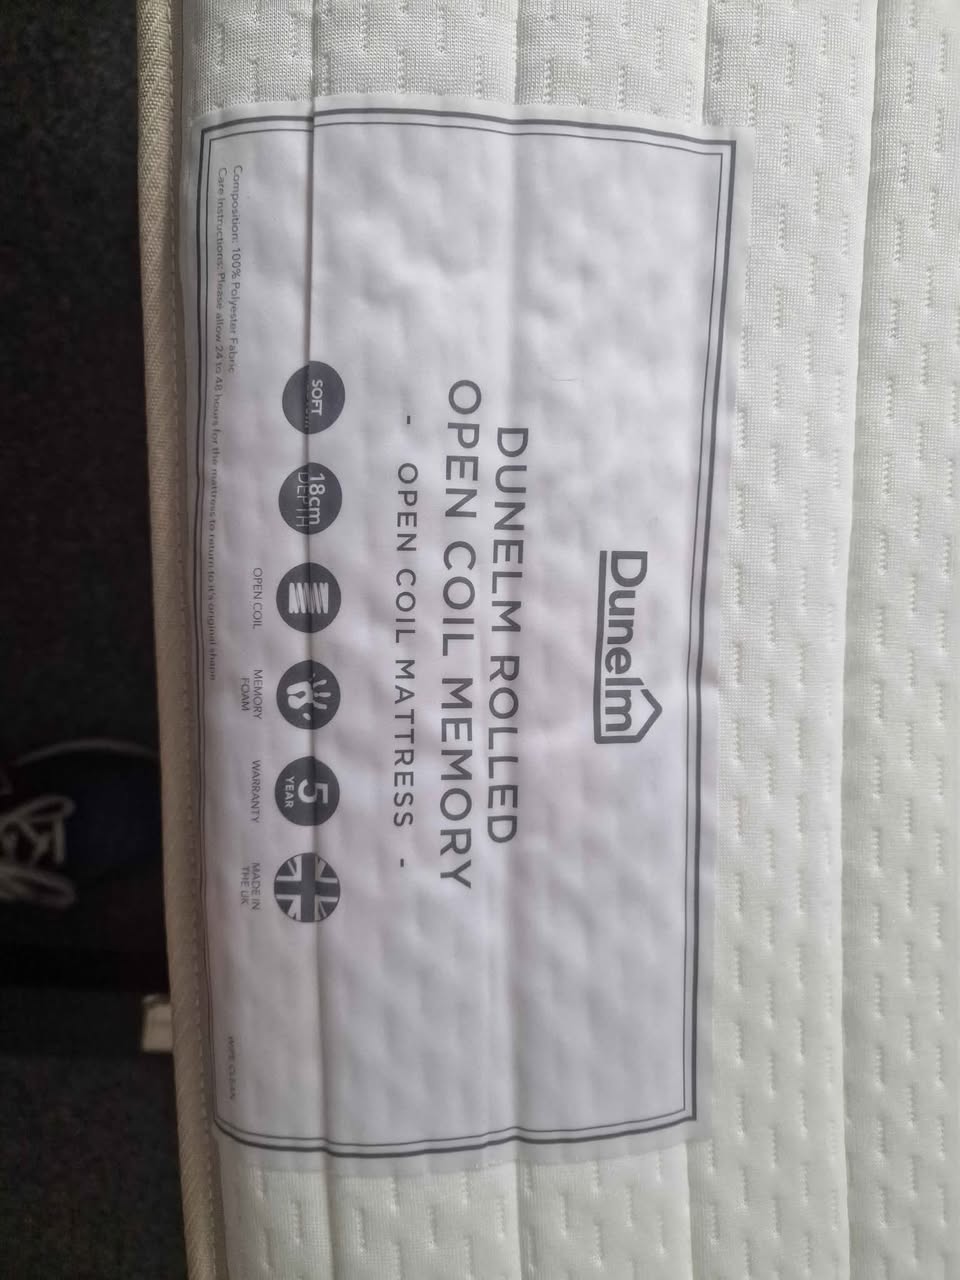 Dunelm
DUNELM ROLLED
OPEN COIL MEMORY
- OPEN COIL MATTRESS -
SOFT
18cm
DEPTH
OPEN COIL
MEMORY
FOAM
5
YEAR
WARRANTY
MADE IN
THE UK
Composition: 100% Polyester Fabric
Care Instructions: Please allow 24 to 48 hours for the mattress to return to it's original shape
WIPE CLEAN